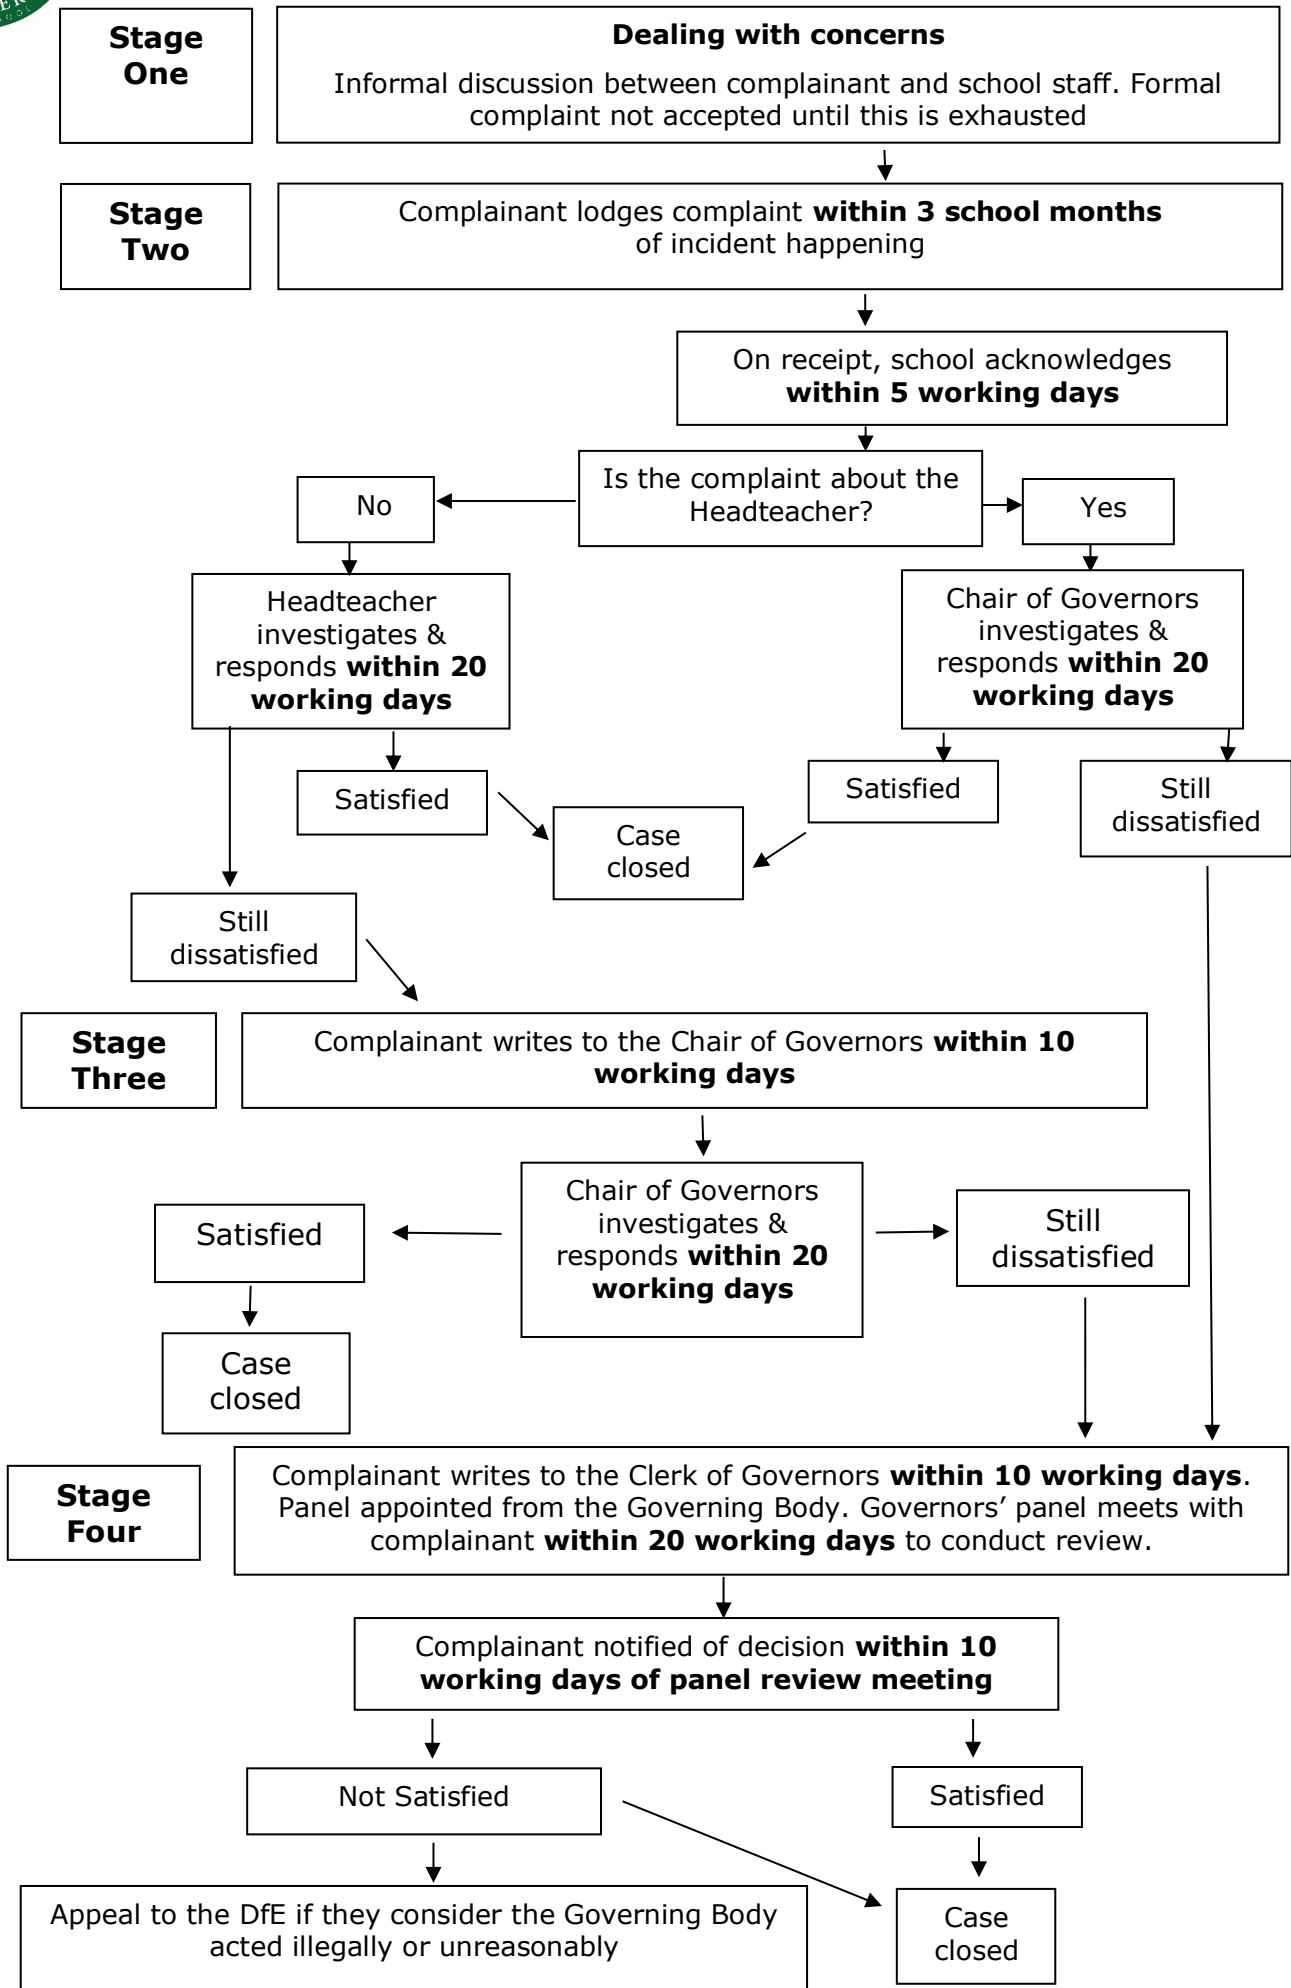 Stage
One
Dealing with concerns
Informal discussion between complainant and school staff. Formal
complaint not accepted until this is exhausted
Stage
Two
Complainant lodges complaint within 3 school months
of incident happening
On receipt, school acknowledges
within 5 working days
Is the complaint about the
Headteacher?
No
Yes
Headteacher
investigates &
responds within 20
working days
Chair of Governors
investigates &
responds within 20
working days
Satisfied
Case
closed
Satisfied
Still
dissatisfied
Still
dissatisfied
Stage
Three
Complainant writes to the Chair of Governors within 10
working days
Satisfied
Chair of Governors
investigates &
responds within 20
working days
Still
dissatisfied
Case
closed
Stage
Four
Complainant writes to the Clerk of Governors within 10 working days.
Panel appointed from the Governing Body. Governors’ panel meets with
complainant within 20 working days to conduct review.
Complainant notified of decision within 10
working days of panel review meeting
Not Satisfied
Satisfied
Appeal to the DfE if they consider the Governing Body
acted illegally or unreasonably
Case
closed